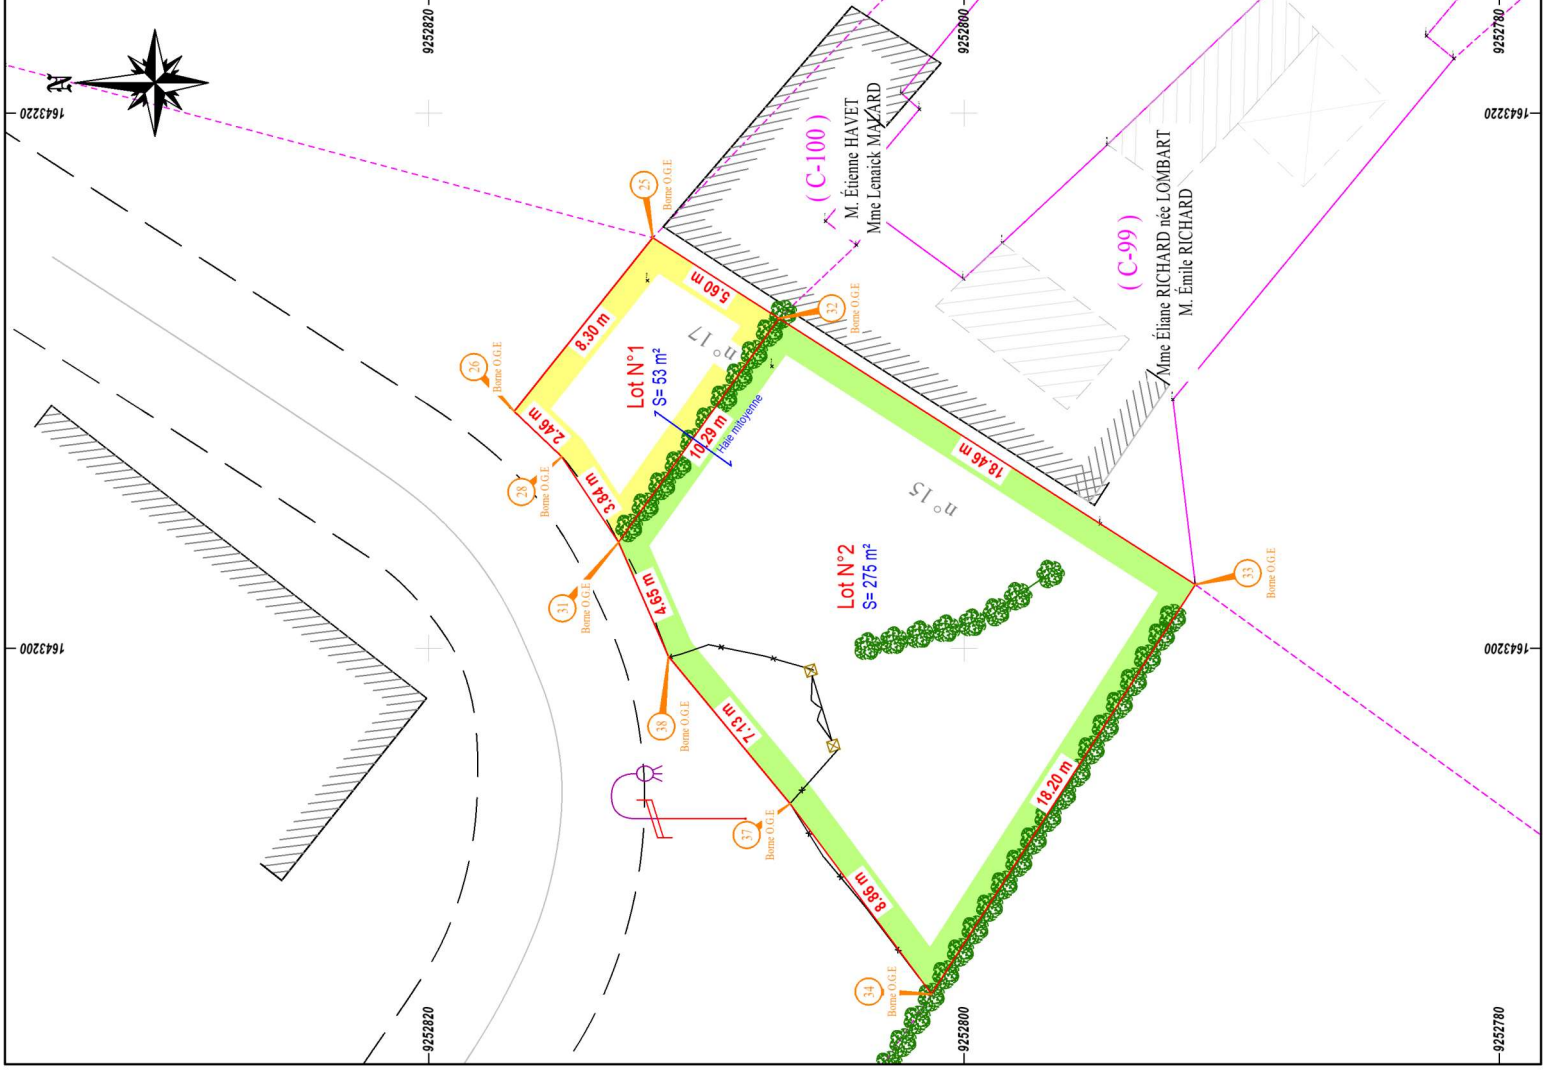 9252820
9252800
9252780
N
1643220
1643220
25
Borne O.G.E
( C-100 )
M. Étienne HAVET
Mme Lenaick MALARD
( C-99 )
Mme Éliane RICHARD née LOMBART
M. Émile RICHARD
5.60 m
8.30 m
26
Borne O.G.E
32
Borne O.G.E
n° 17
Lot N°1
S= 53 m²
2.46 m
10.29 m
Haie mitoyenne
28
Borne O.G.E
3.84 m
18.46 m
n° 15
31
Borne O.G.E
4.65 m
Lot N°2
S= 275 m²
33
Borne O.G.E
1643200
1643200
38
Borne O.G.E
7.13 m
18.20 m
37
Borne O.G.E
8.86 m
34
Borne O.G.E
9252820
9252800
9252780